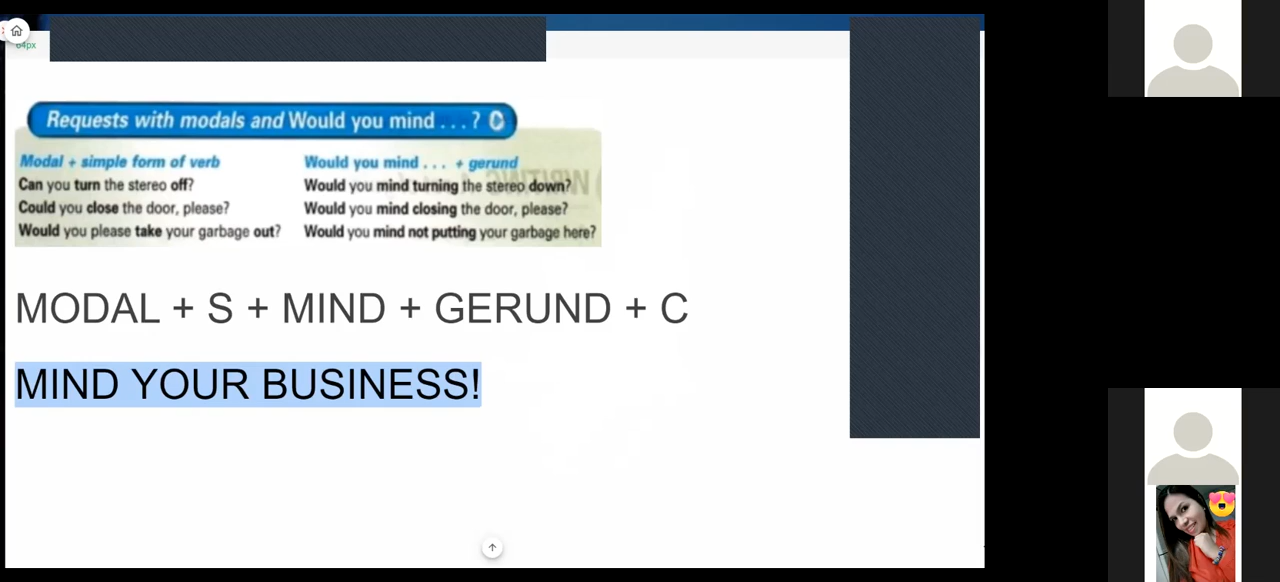 64px
Requests with modals and Would you mind . . . ?
Modal + simple form of verb
Can you turn the stereo off?
Could you close the door, please?
Would you please take your garbage out?
Would you mind . . . + gerund
Would you mind turning the stereo down?
Would you mind closing the door, please?
Would you mind not putting your garbage here?
MODAL + S + MIND + GERUND + C
MIND YOUR BUSINESS!